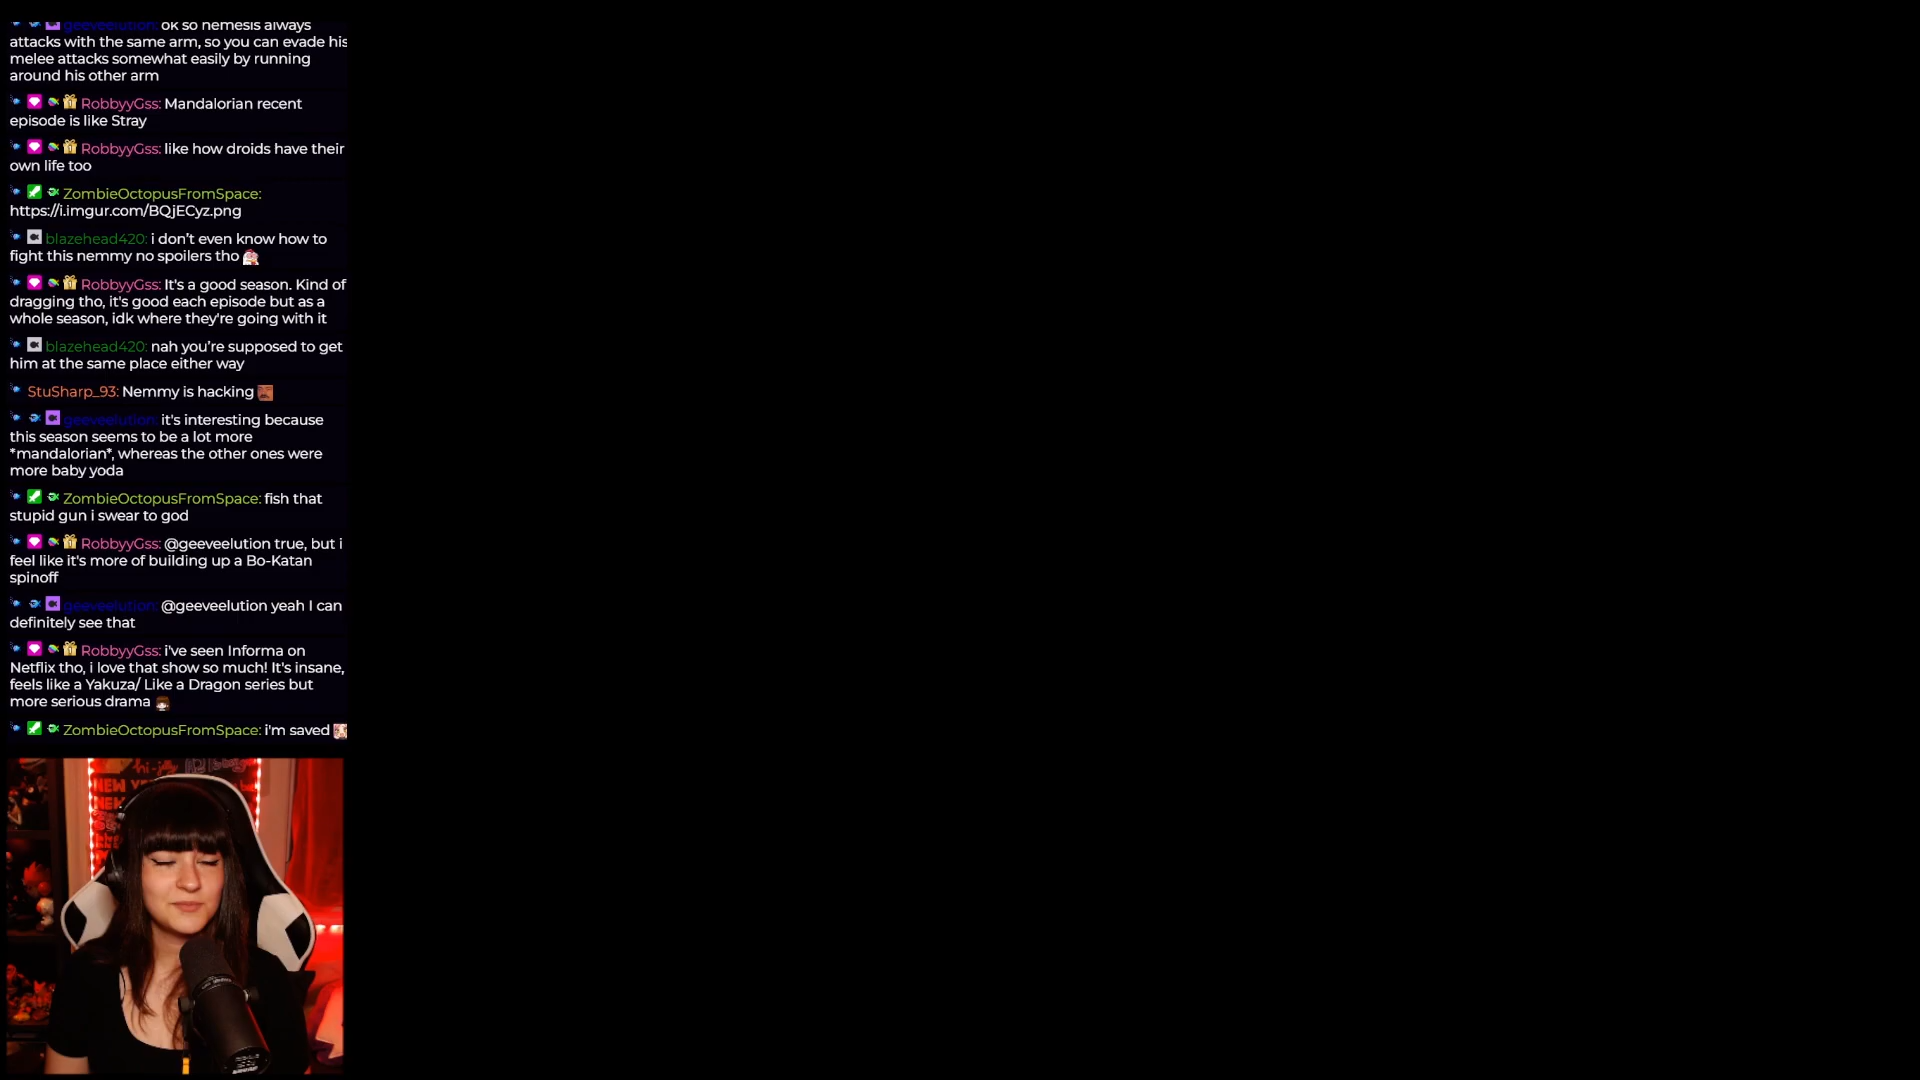 geeveelution: ok so nemesis always
attacks with the same arm, so you can evade his
melee attacks somewhat easily by running
around his other arm
RobbyyGss: Mandalorian recent
episode is like Stray
RobbyyGss: like how droids have their
own life too
ZombieOctopusFromSpace:
https://i.imgur.com/BQjECyz.png
blazehead420: i don't even know how to
fight this nemmy no spoilers tho
RobbyyGss: It's a good season. Kind of
dragging tho, it's good each episode but as a
whole season, idk where they're going with it
blazehead420: nah you're supposed to get
him at the same place either way
StuSharp_93: Nemmy is hacking
geeveelution: it's interesting because
this season seems to be a lot more
*mandalorian*, whereas the other ones were
more baby yoda
ZombieOctopusFromSpace: fish that
stupid gun i swear to god
RobbyyGss: @geeveelution true, but i
feel like it's more of building up a Bo-Katan
spinoff
geeveelution: @geeveelution yeah I can
definitely see that
RobbyyGss: i've seen Informa on
Netflix tho, i love that show so much! It's insane,
feels like a Yakuza/ Like a Dragon series but
more serious drama
ZombieOctopusFromSpace: i'm saved
hi-jolly
NEW